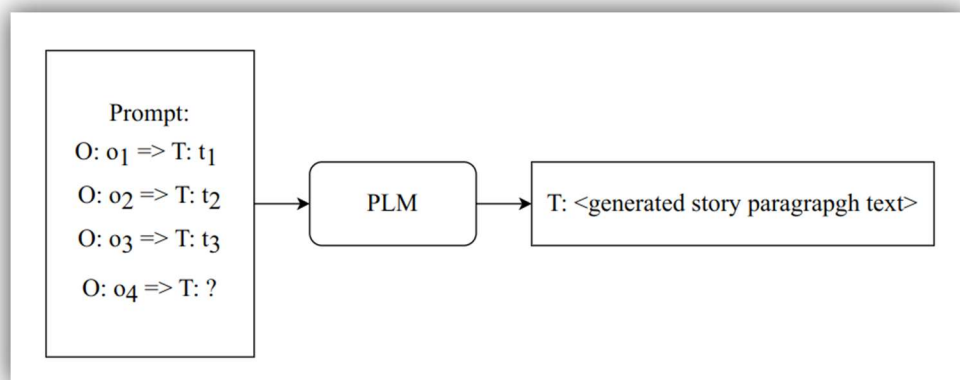 Prompt:
O: o1 => T: t1
O: o2 => T: t2
O: o3 => T: t3
O: o4 => T: ?
PLM
T: <generated story paragrapgh text>